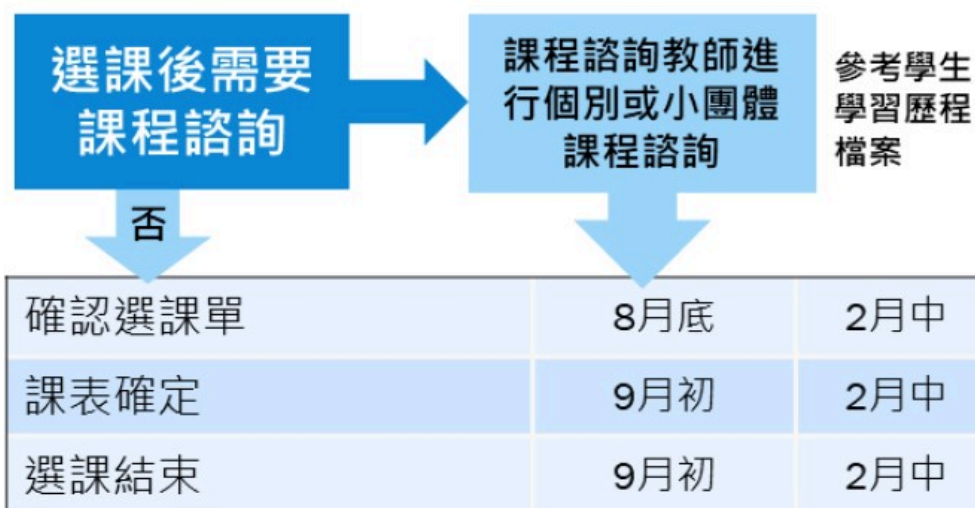 選課後需要
課程諮詢
課程諮詢教師進
行個別或小團體
課程諮詢
參考學生
學習歷程
檔案
否
確認選課單 8月底 2月中
課表確定 9月初 2月中
選課結束 9月初 2月中